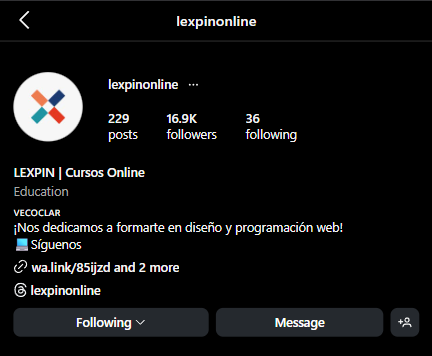 lexpinonline
lexpinonline ...
229 16.9K 36
posts followers following
LEXPIN | Cursos Online
Education
VECOCLAR
¡Nos dedicamos a formarte en diseño y programación web!
💻Síguenos
wa.link/85ijzd and 2 more
lexpinonline
Following Message